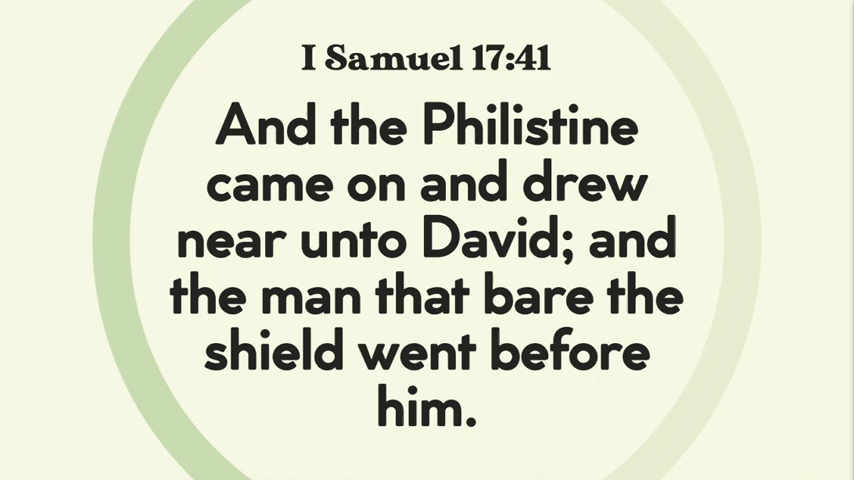 I Samuel 17:41
And the Philistine
came on and drew
near unto David; and
the man that bare the
shield went before
him.